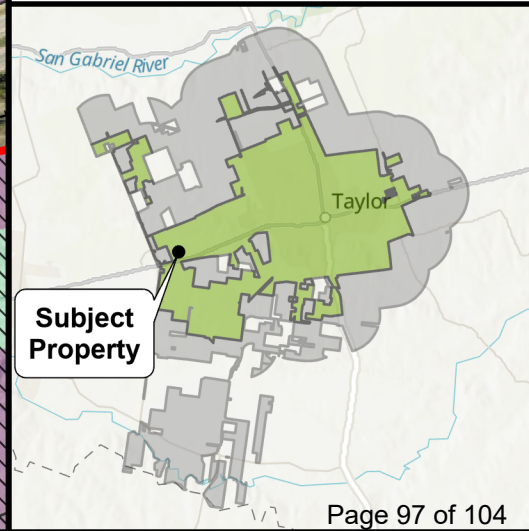 San Gabriel River
Taylor
Subject
Property
Page 97 of 104